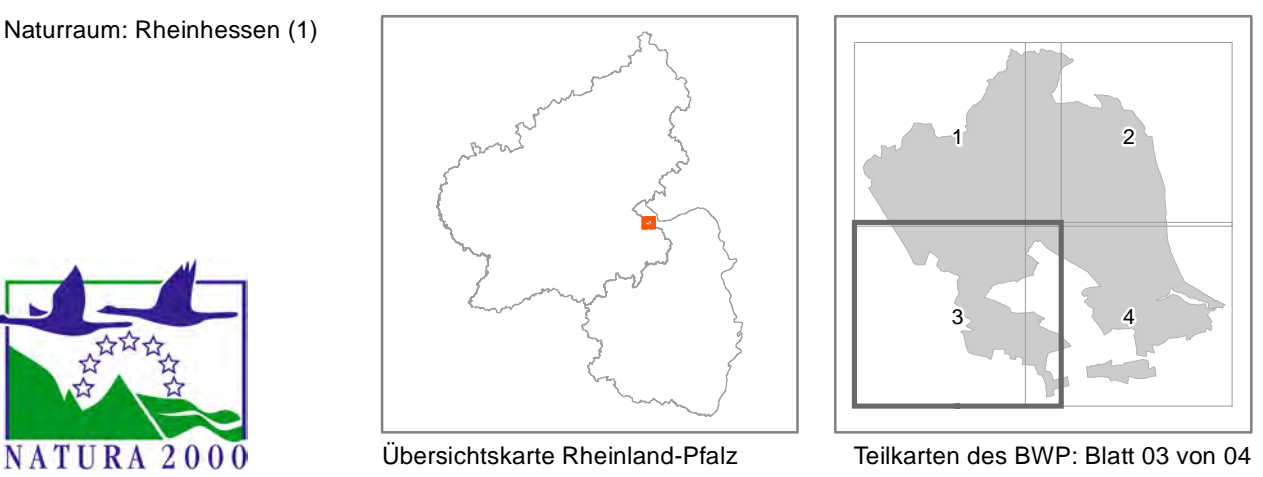 Naturraum: Rheinhessen (1)
1
2
3
4
NATURA 2000
Übersichtskarte Rheinland-Pfalz
Teilkarten des BWP: Blatt 03 von 04